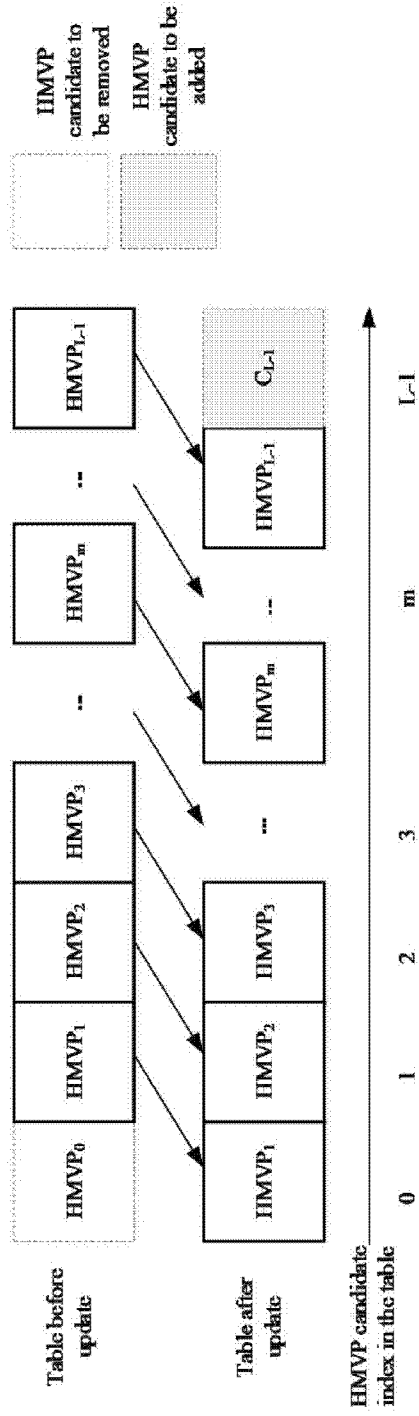 Table before
update
HMVP0
HMVP1
HMVP2
HMVP3
...
HMVPm
...
HMVPL-1
HMVP
candidate to
be removed
HMVP
candidate to be
added
Table after
update
HMVP1
HMVP2
HMVP3
...
HMVPm
...
HMVPL-1
CL-1
HMVP candidate
index in the table
0
1
2
3
m
L-1